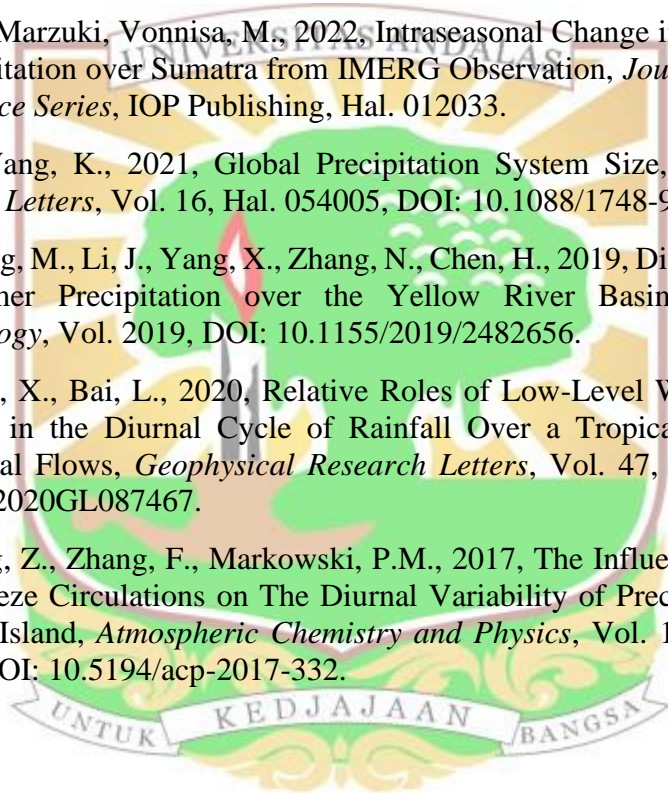 Marzuki, Vonnisa, M., 2022, Intraseasonal Change i
UNIVERSITAS ANDALAS
itation over Sumatra from IMERG Observation, Jou
ce Series, IOP Publishing, Hal. 012033.
ang, K., 2021, Global Precipitation System Size,
Letters, Vol. 16, Hal. 054005, DOI: 10.1088/1748-9
g, M., Li, J., Yang, X., Zhang, N., Chen, H., 2019, Di
ner Precipitation over the Yellow River Basin
ogy, Vol. 2019, DOI: 10.1155/2019/2482656.
, X., Bai, L., 2020, Relative Roles of Low-Level W
in the Diurnal Cycle of Rainfall Over a Tropica
al Flows, Geophysical Research Letters, Vol. 47,
2020GL087467.
g, Z., Zhang, F., Markowski, P.M., 2017, The Influe
eze Circulations on The Diurnal Variability of Prec
Island, Atmospheric Chemistry and Physics, Vol. 1
OI: 10.5194/acp-2017-332.
UNTUK KEDJAJAAN BANGSA